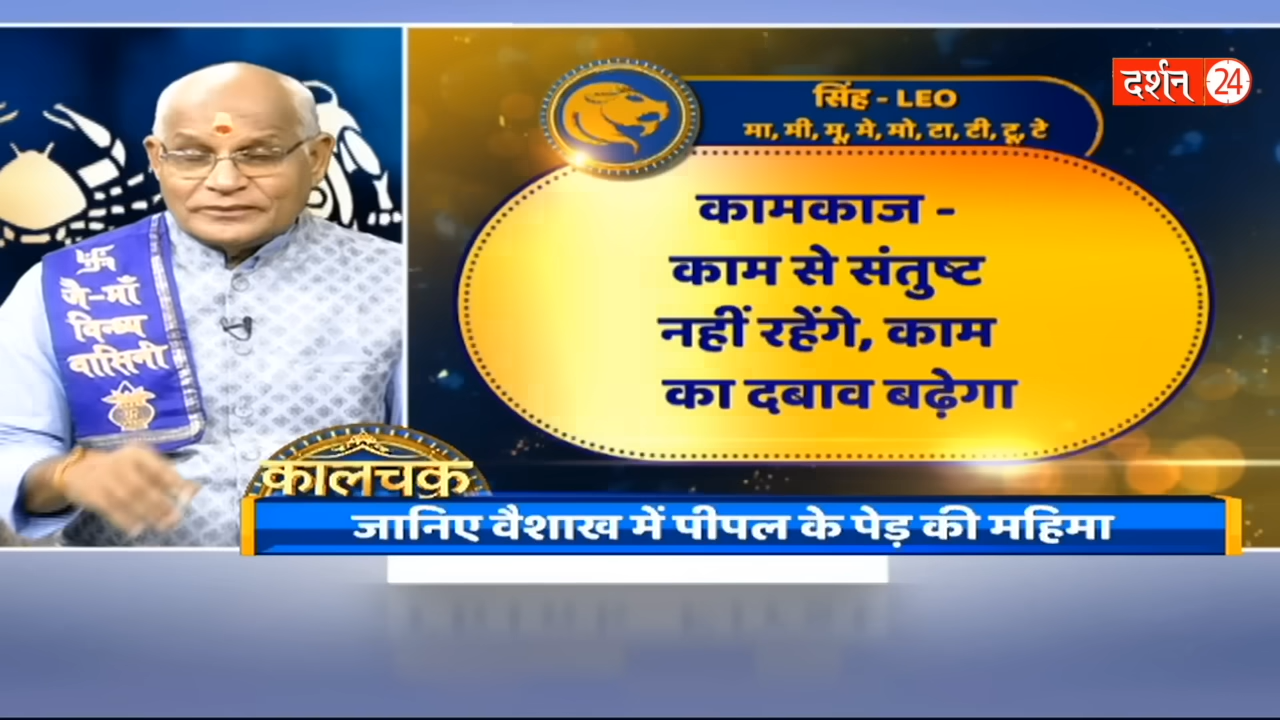 दर्शन 24
सिंह - LEO
मा, मी, मू, मे, मो, टा, टी, टू, टे
कामकाज -
काम से संतुष्ट
नहीं रहेंगे, काम
का दबाव बढ़ेगा
जै-माँ
विन्ध्य
वासिनी
कालचक्र
जानिए वैशाख में पीपल के पेड़ की महिमा